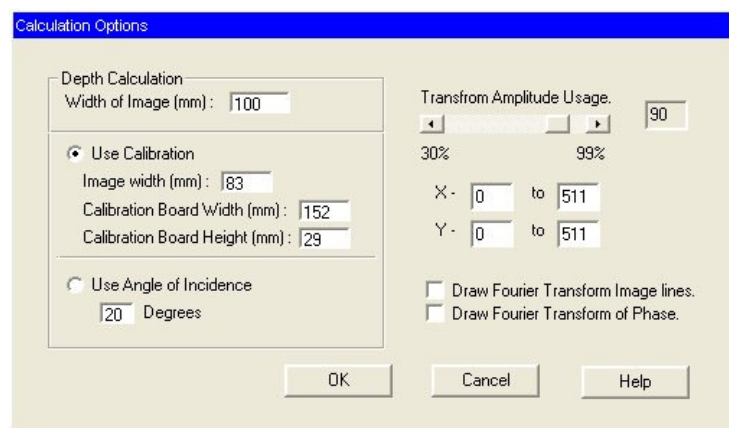 Calculation Options
Depth Calculation
Width of Image (mm) : 100
Use Calibration
Image width (mm) : 83
Calibration Board Width (mm) : 152
Calibration Board Height (mm) : 29
Use Angle of Incidence
20 Degrees
Transfrom Amplitude Usage.
90
30% 99%
X - 0 to 511
Y - 0 to 511
Draw Fourier Transform Image lines.
Draw Fourier Transform of Phase.
OK Cancel Help